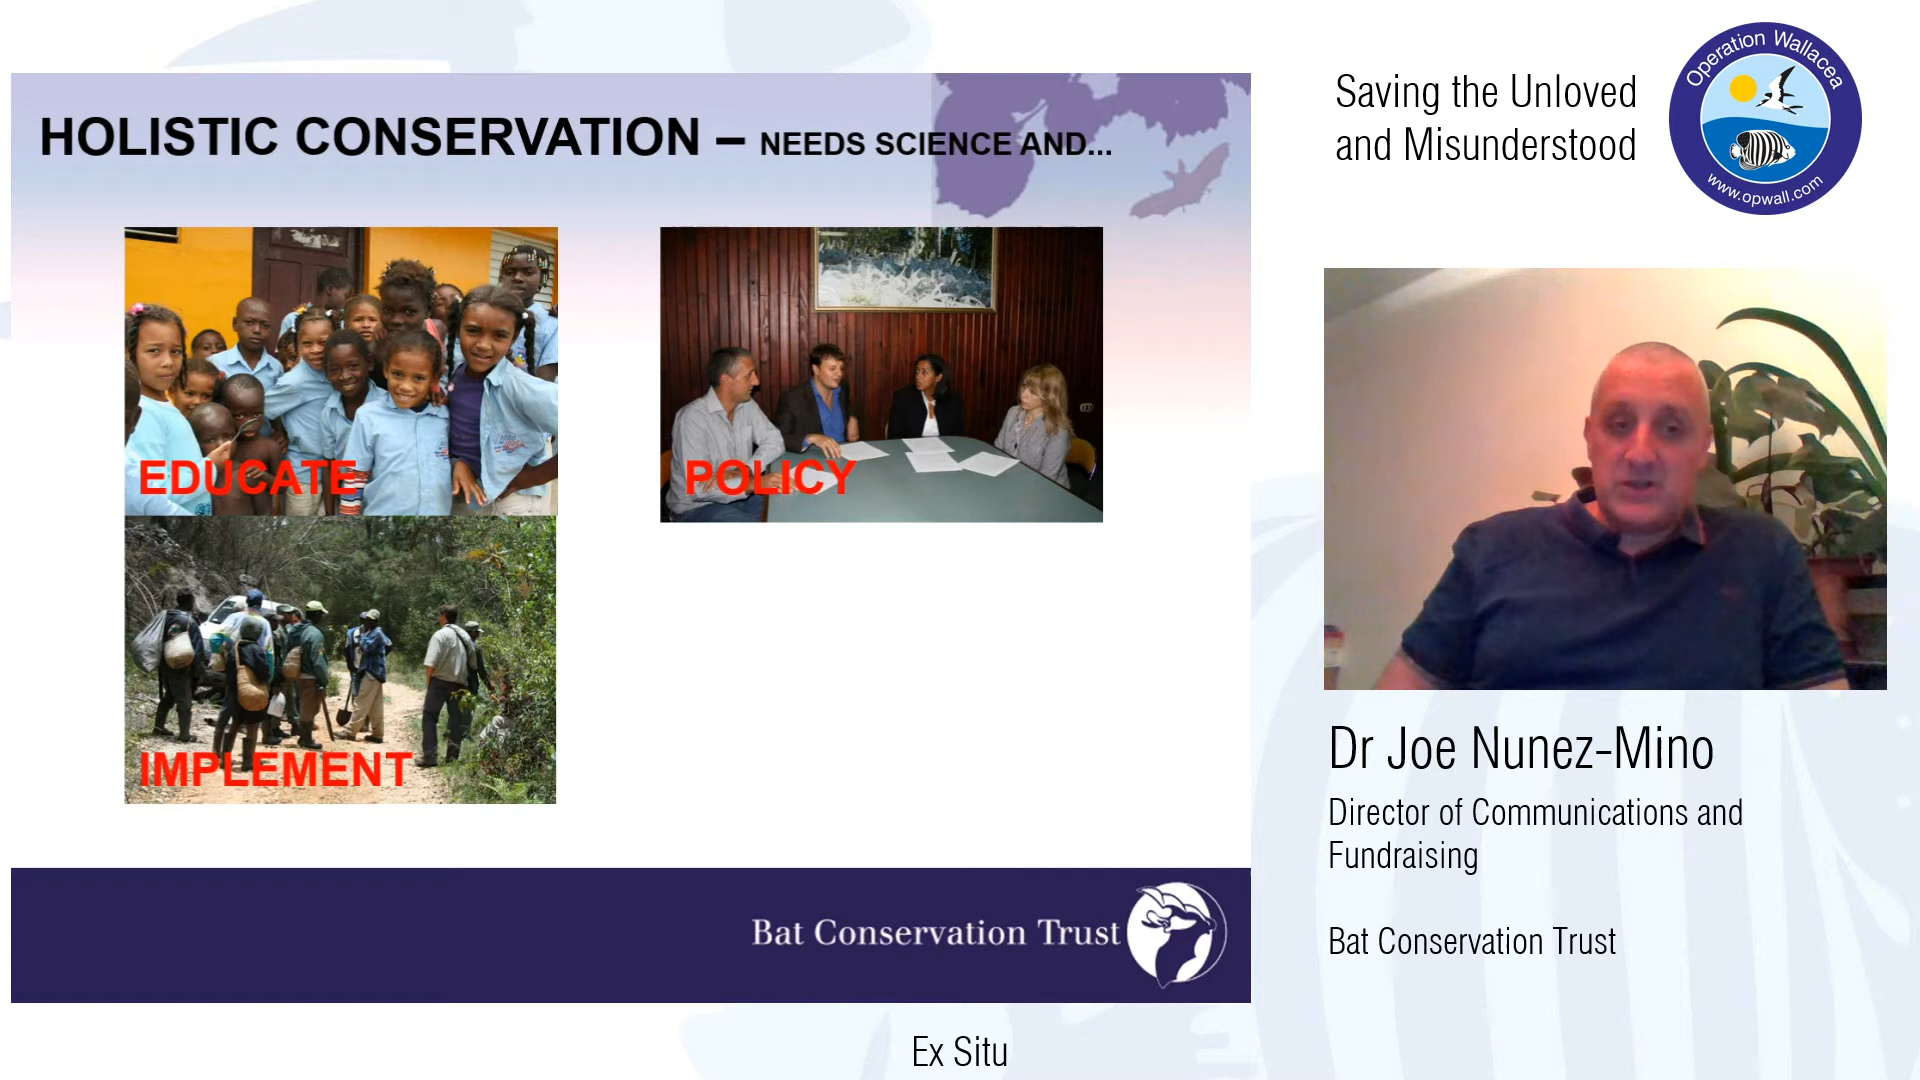 HOLISTIC CONSERVATION – NEEDS SCIENCE AND...
EDUCATE
POLICY
IMPLEMENT
Bat Conservation Trust
Saving the Unloved
and Misunderstood
Operation Wallacea
www.opwall.com
Dr Joe Nunez-Mino
Director of Communications and
Fundraising
Bat Conservation Trust
Ex Situ